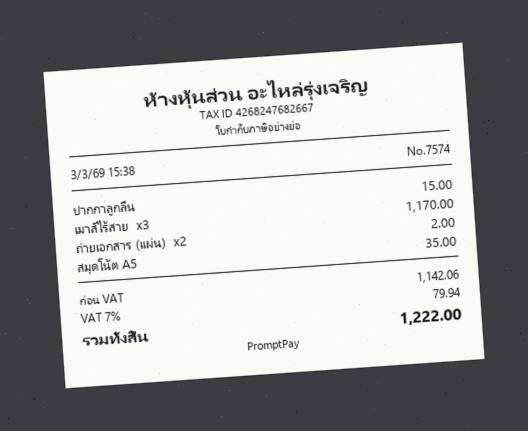 ห้างหุ้นส่วน อะไหล่รุ่งเจริญ
TAX ID 4268247682667
ใบกำกับภาษีอย่างย่อ
3/3/69 15:38 No.7574
ปากกาลูกลื่น 15.00
เมาส์ไร้สาย x3 1,170.00
ถ่ายเอกสาร (แผ่น) x2 2.00
สมุดโน้ต A5 35.00
ก่อน VAT 1,142.06
VAT 7% 79.94
รวมทั้งสิ้น 1,222.00
PromptPay